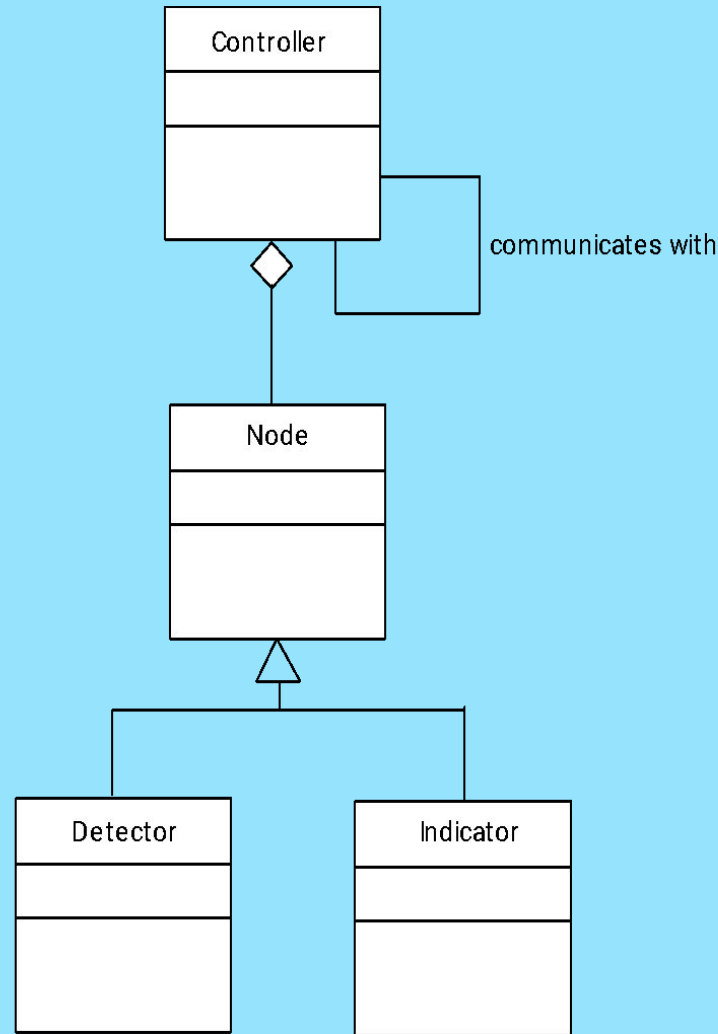 Controller
communicates with
Node
Detector
Indicator